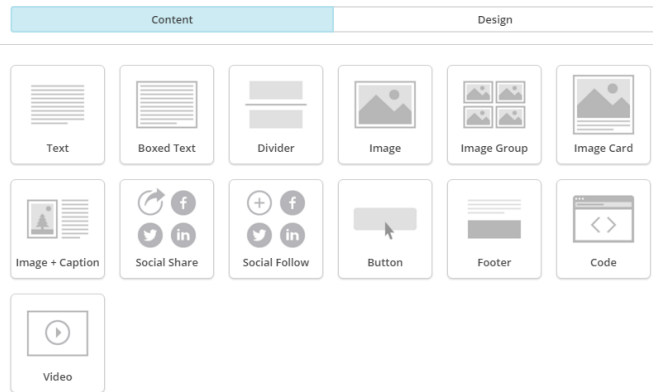 Content
Design
Text
Boxed Text
Divider
Image
Image Group
Image Card
Image + Caption
Social Share
Social Follow
Button
Footer
Code
Video